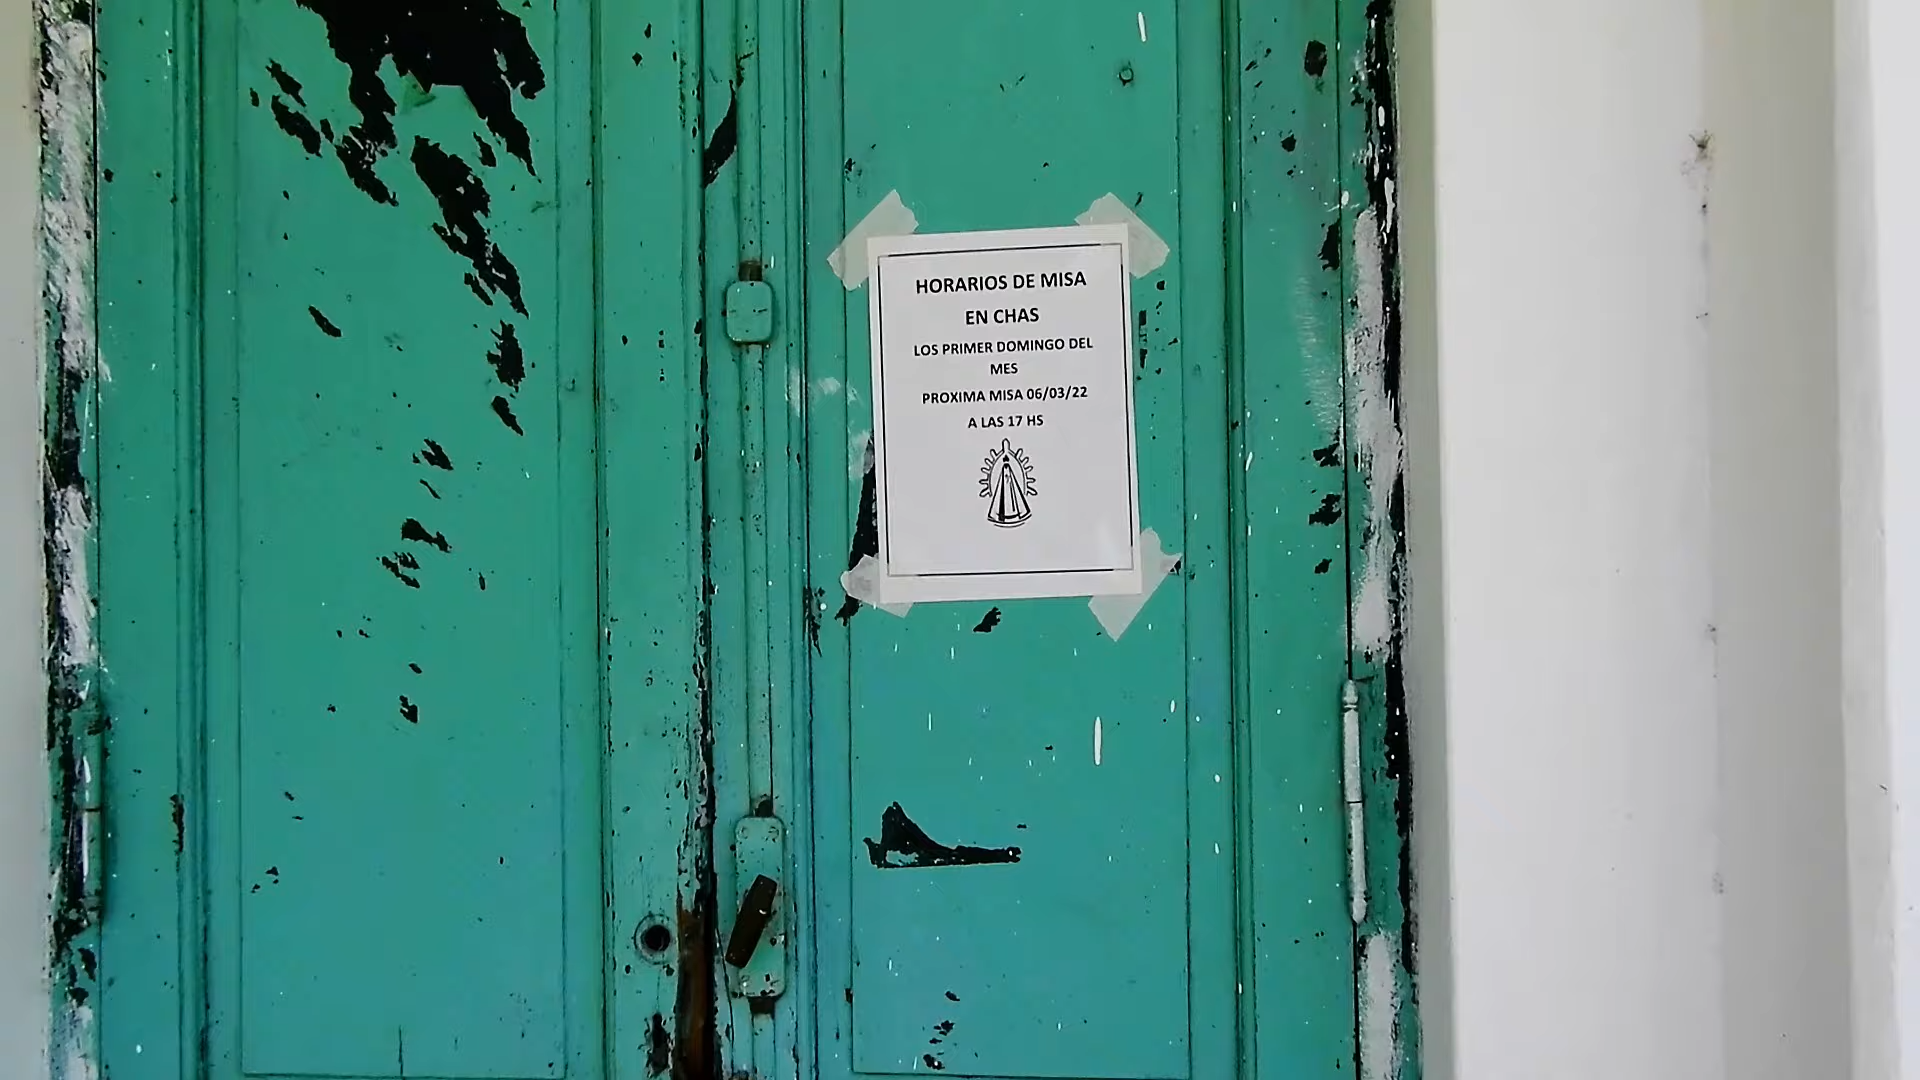 HORARIOS DE MISA
EN CHAS
LOS PRIMER DOMINGO DEL
MES
PROXIMA MISA 06/03/22
A LAS 17 HS